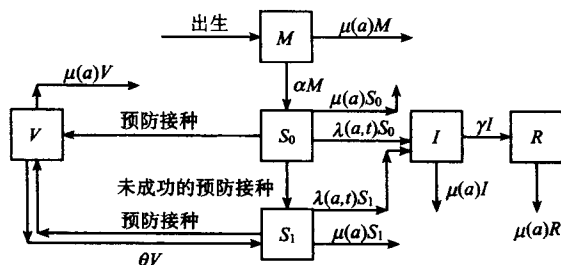 出生
M
μ(a)M
αM
μ(a)V
μ(a)S₀
V
预防接种
S₀
λ(a,t)S₀
I
γI
R
未成功的预防接种
λ(a,t)S₁
μ(a)I
μ(a)R
预防接种
S₁
μ(a)S₁
θV